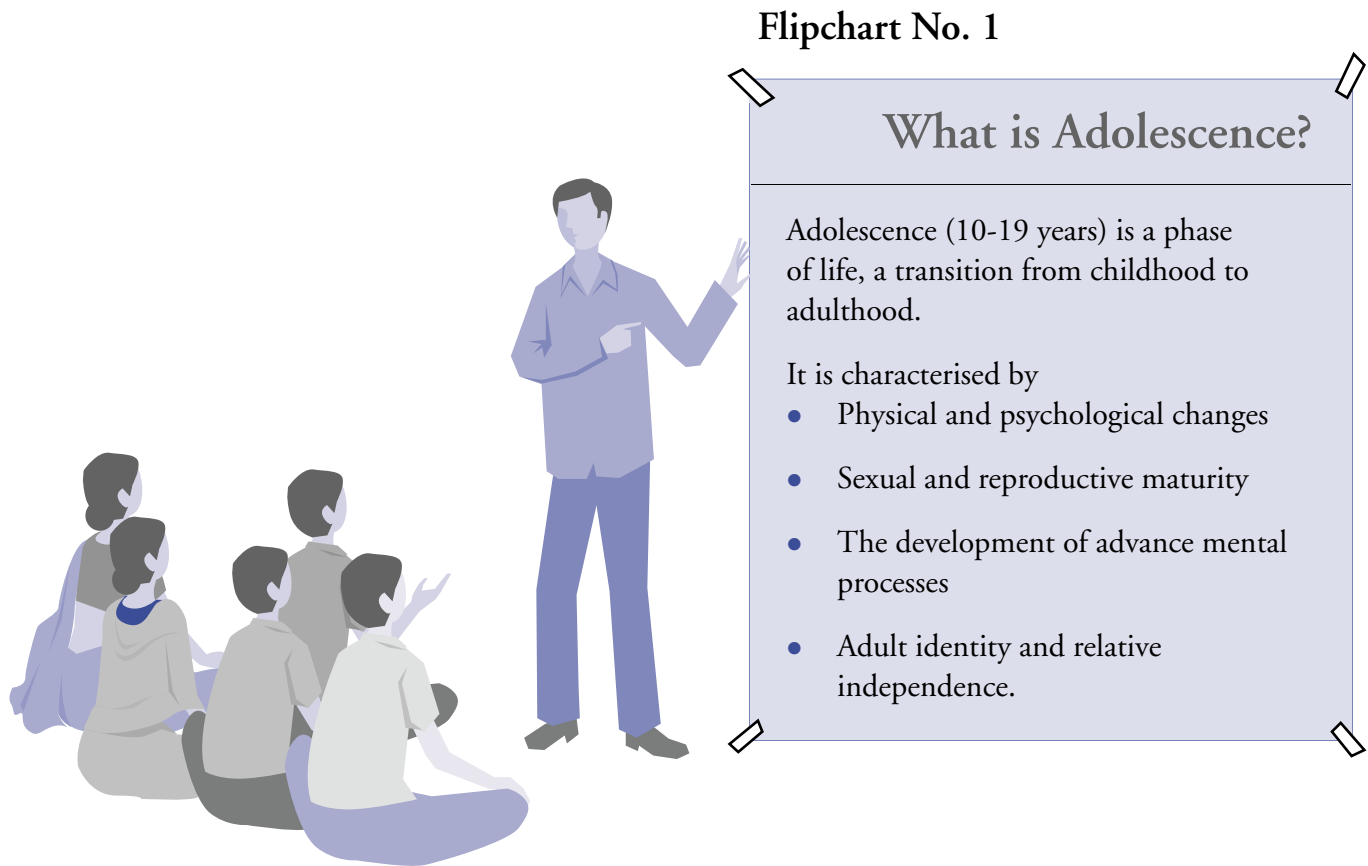 Flipchart No. 1
What is Adolescence?
Adolescence (10-19 years) is a phase
of life, a transition from childhood to
adulthood.
It is characterised by
● Physical and psychological changes
● Sexual and reproductive maturity
● The development of advance mental
processes
● Adult identity and relative
independence.